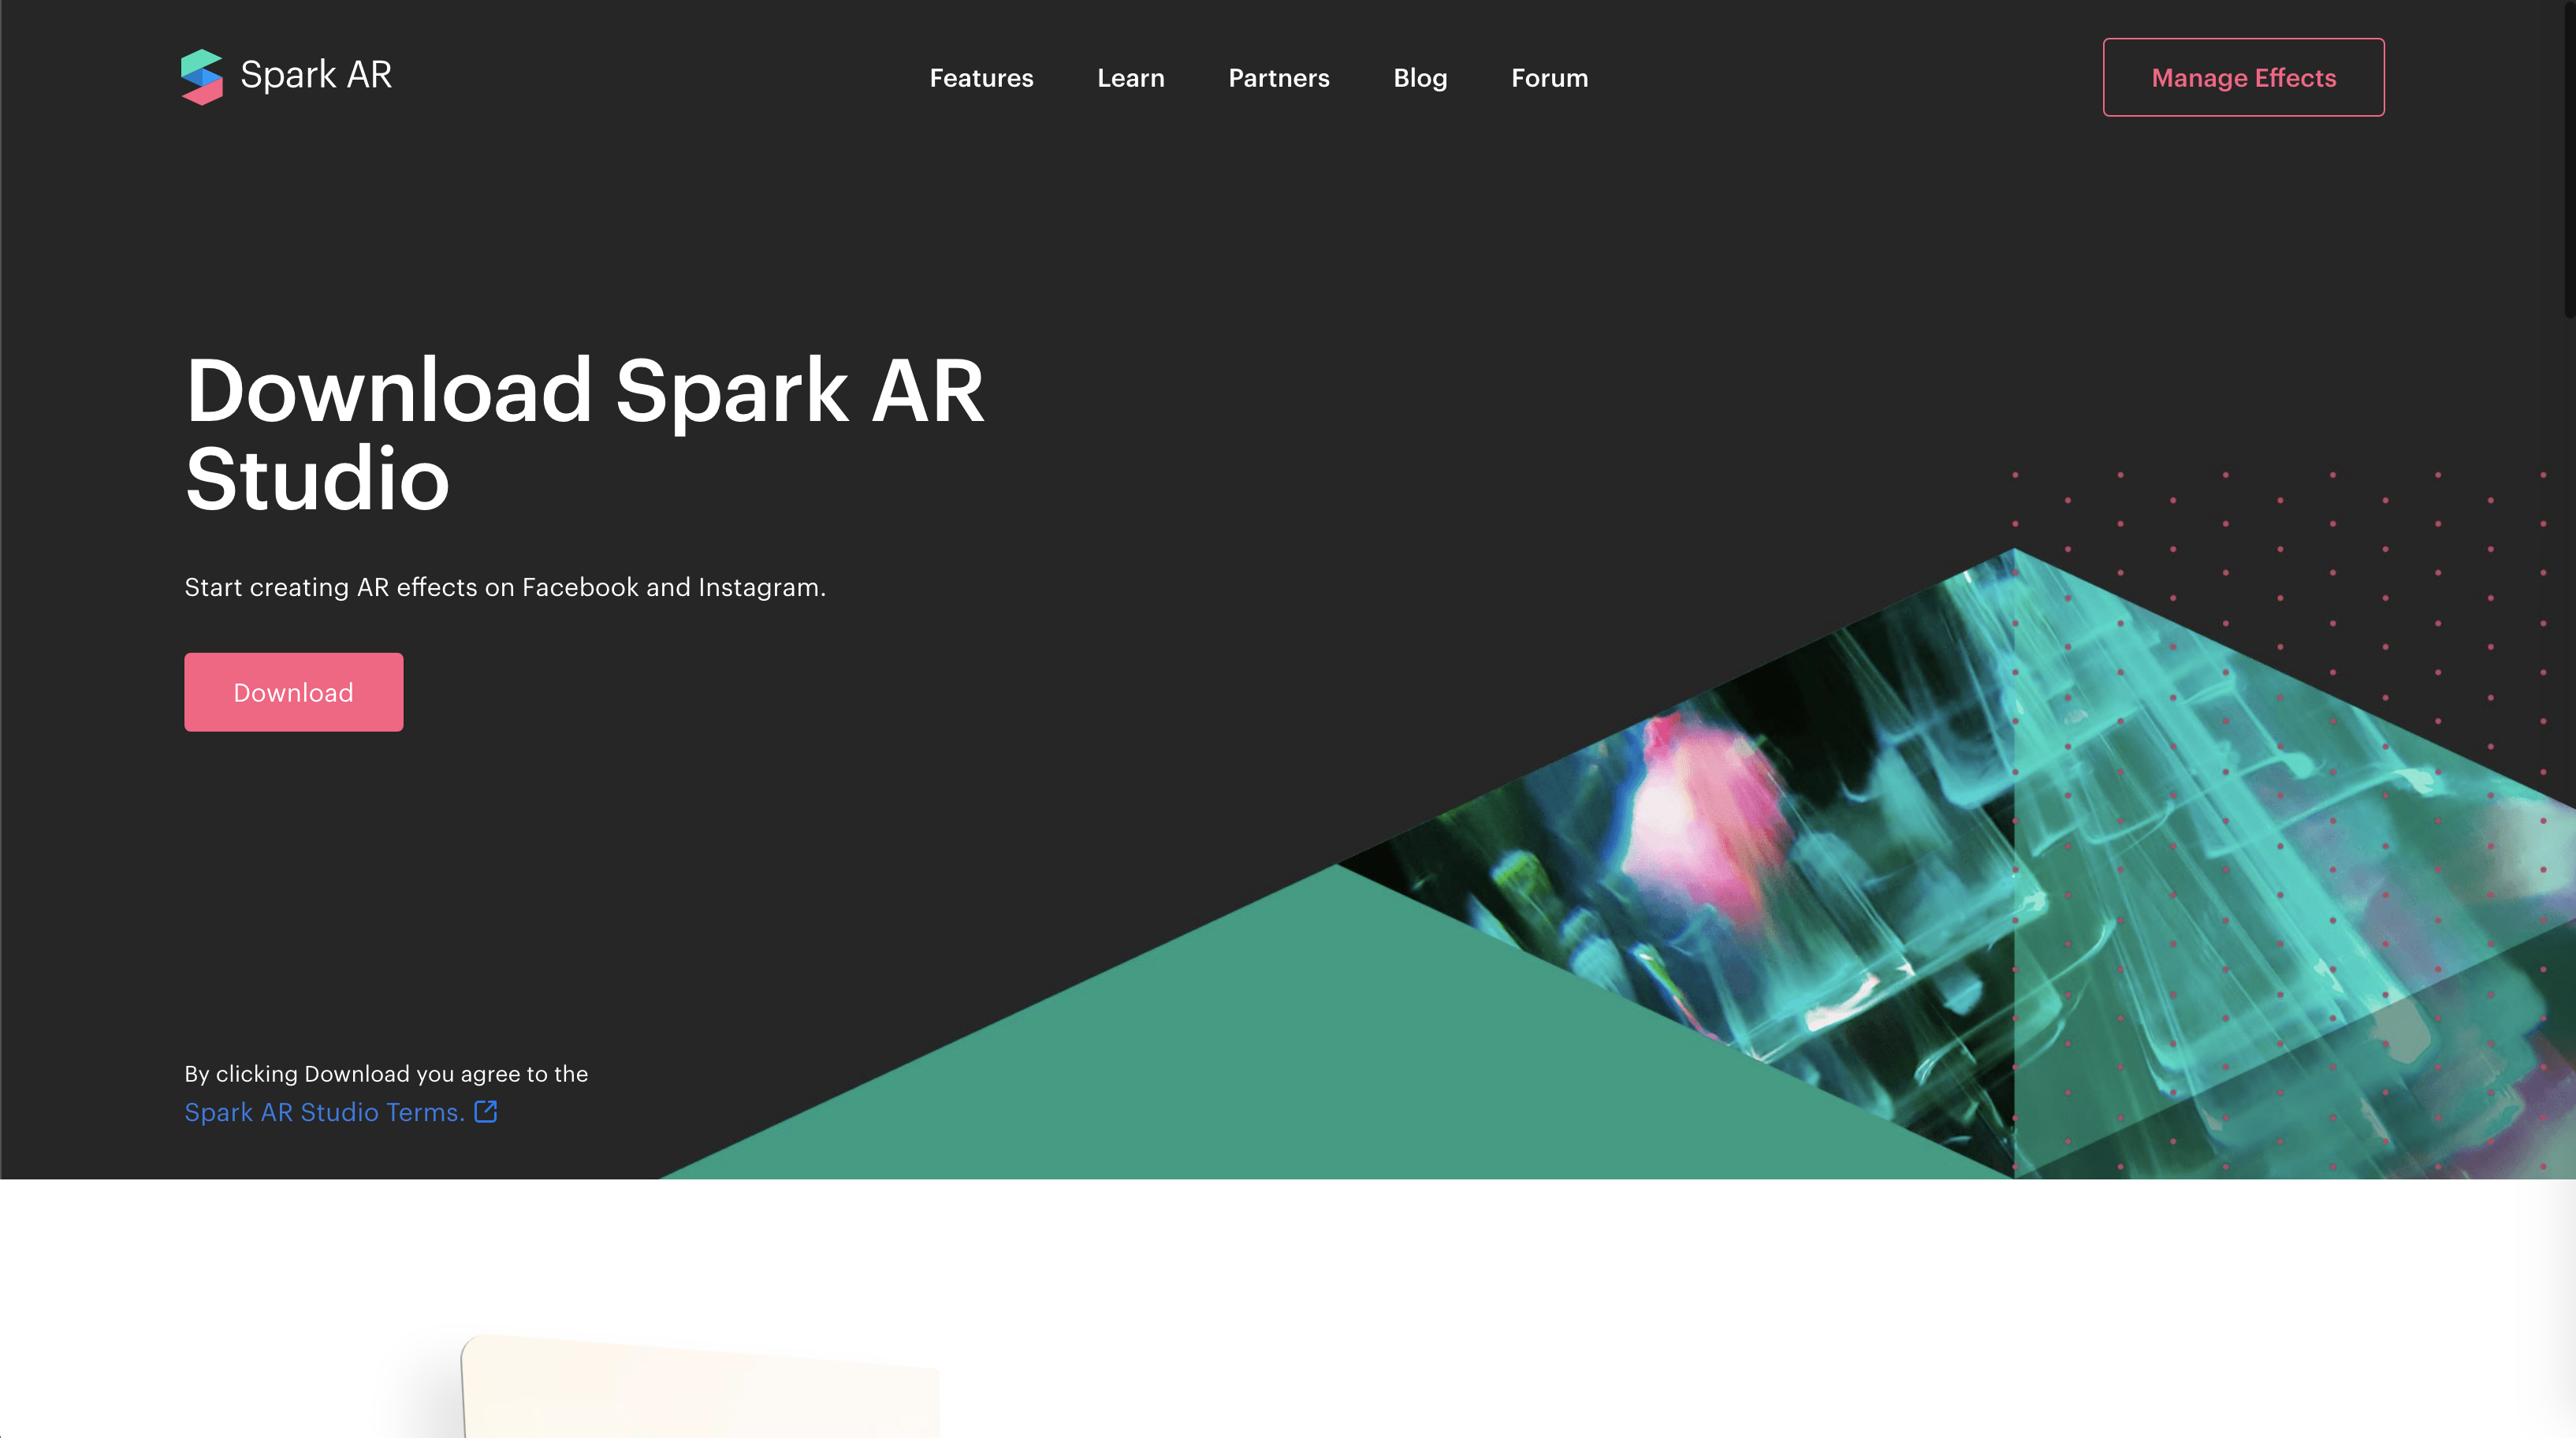 Spark AR
Features
Learn
Partners
Blog
Forum
Manage Effects
Download Spark AR
Studio
Start creating AR effects on Facebook and Instagram.
Download
By clicking Download you agree to the
Spark AR Studio Terms.